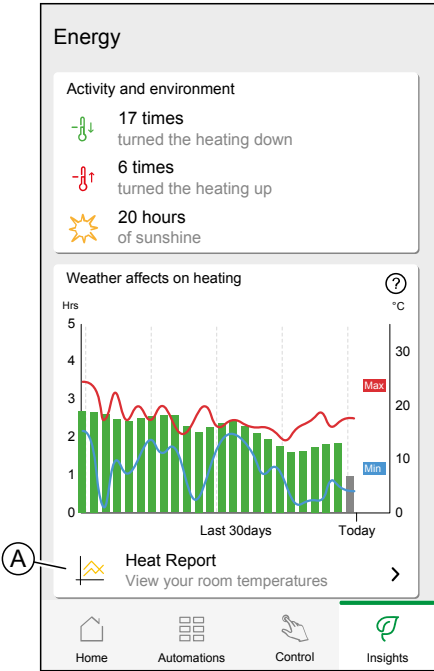 Energy
Activity and environment
17 times
turned the heating down
6 times
turned the heating up
20 hours
of sunshine
Weather affects on heating
?
Hrs
°C
5
4
3
2
1
0
30
20
10
0
Max
Min
Last 30days
Today
A
Heat Report
View your room temperatures
Home
Automations
Control
Insights